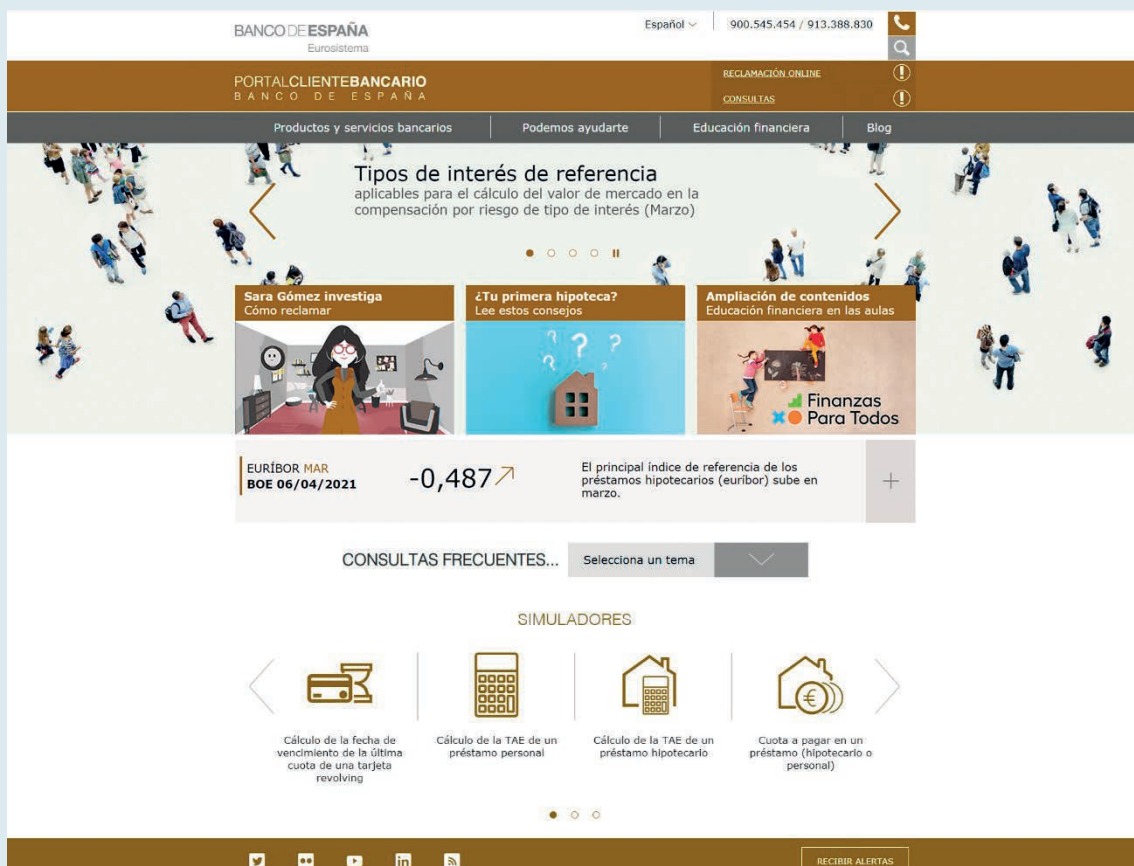 BANCO DE ESPAÑA
Eurosistema
Español
900.545.454 / 913.388.830
PORTALCLIENTEBANCARIO
BANCO DE ESPAÑA
RECLAMACIÓN ONLINE
CONSULTAS
Productos y servicios bancarios
Podemos ayudarte
Educación financiera
Blog
Tipos de interés de referencia
aplicables para el cálculo del valor de mercado en la
compensación por riesgo de tipo de interés (Marzo)
Sara Gómez investiga
Cómo reclamar
¿Tu primera hipoteca?
Lee estos consejos
? ? ? ?
Ampliación de contenidos
Educación financiera en las aulas
Finanzas
Para Todos
EURÍBOR MAR
BOE 06/04/2021
-0,487
El principal índice de referencia de los
préstamos hipotecarios (euríbor) sube en
marzo.
+
CONSULTAS FRECUENTES...
Selecciona un tema
SIMULADORES
€
Cálculo de la fecha de
vencimiento de la última
cuota de una tarjeta
revolving
Cálculo de la TAE de un
préstamo personal
Cálculo de la TAE de un
préstamo hipotecario
Cuota a pagar en un
préstamo (hipotecario o
personal)
in
RECIBIR ALERTAS